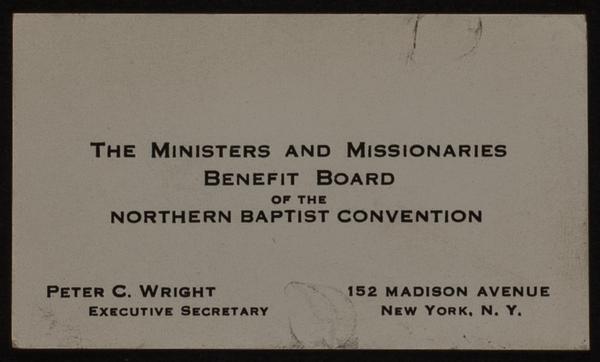 THE MINISTERS AND MISSIONARIES
BENEFIT BOARD
OF THE
NORTHERN BAPTIST CONVENTION
PETER C. WRIGHT
EXECUTIVE SECRETARY
152 MADISON AVENUE
NEW YORK, N. Y.